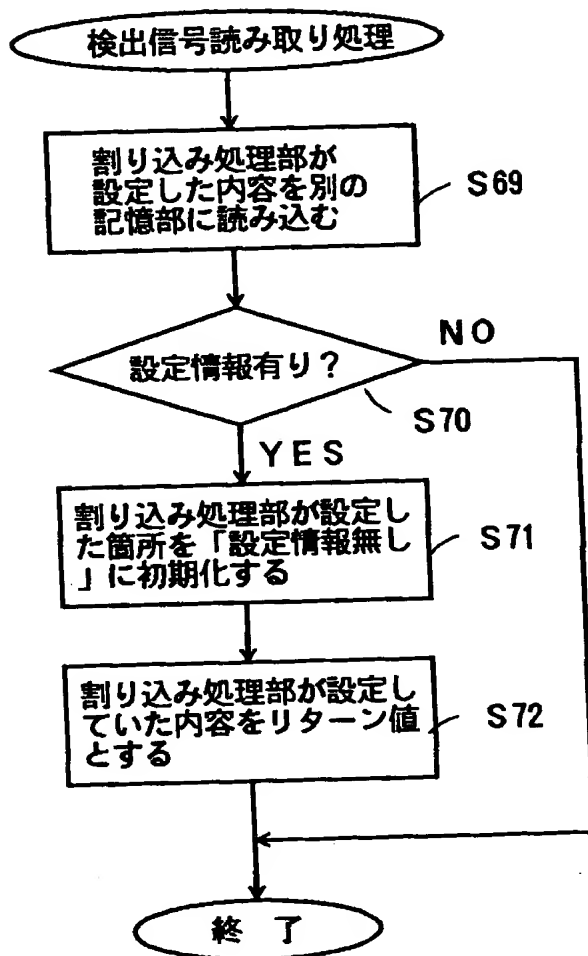 検出信号読み取り処理
割り込み処理部が
設定した内容を別の
記憶部に読み込む
S69
設定情報有り？
NO
S70
YES
割り込み処理部が設定し
た箇所を「設定情報無し
」に初期化する
S71
割り込み処理部が設定し
ていた内容をリターン値
とする
S72
終了